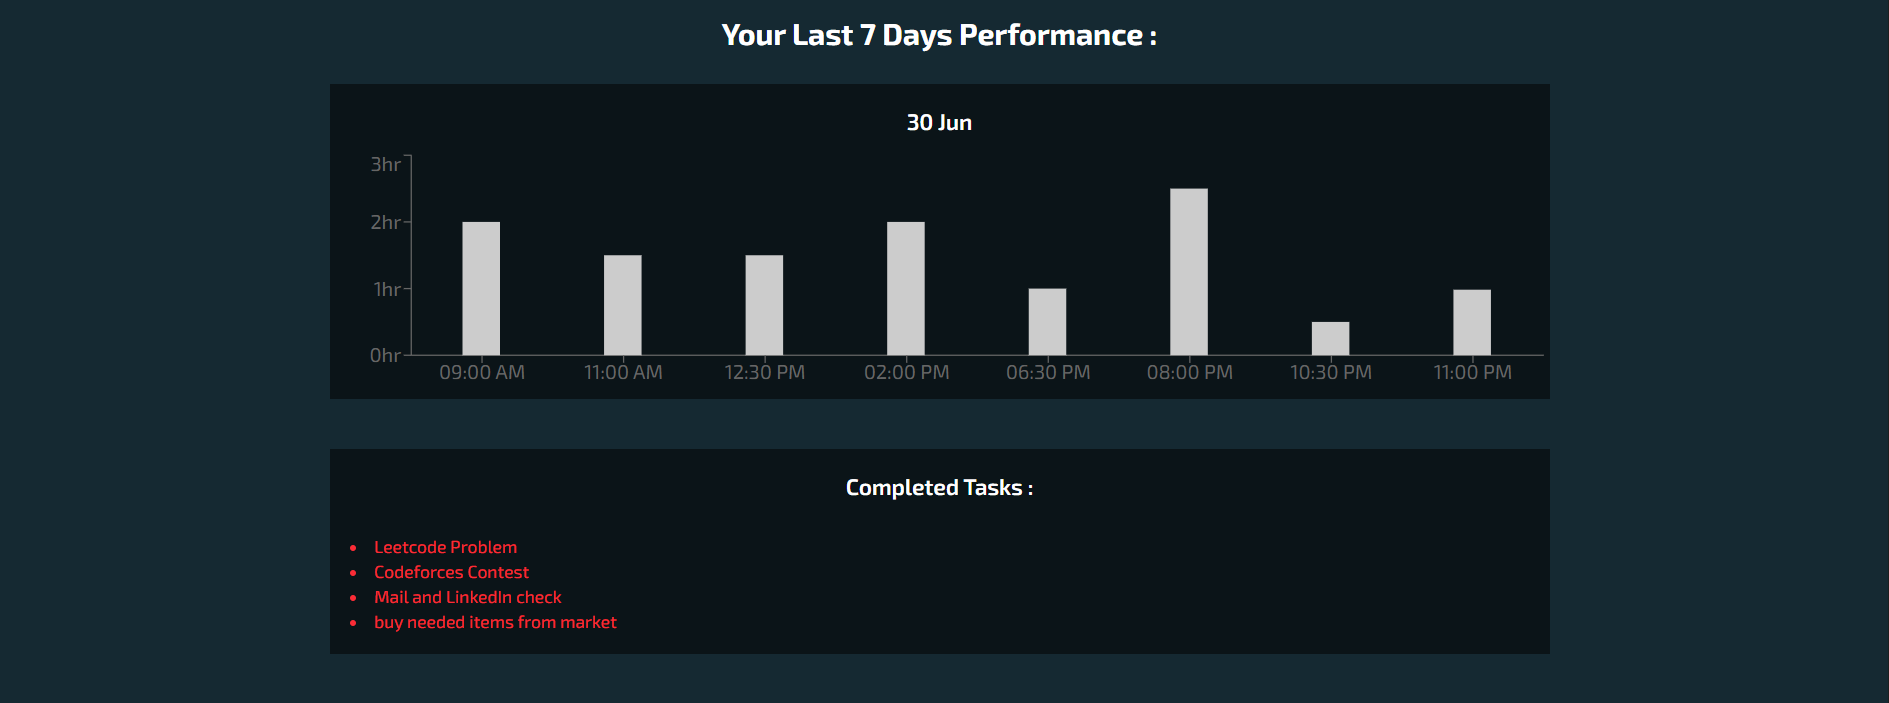 Your Last 7 Days Performance :
30 Jun
3hr
2hr
1hr
0hr
09:00 AM 11:00 AM 12:30 PM 02:00 PM 06:30 PM 08:00 PM 10:30 PM 11:00 PM
Completed Tasks :
• Leetcode Problem
• Codeforces Contest
• Mail and LinkedIn check
• buy needed items from market